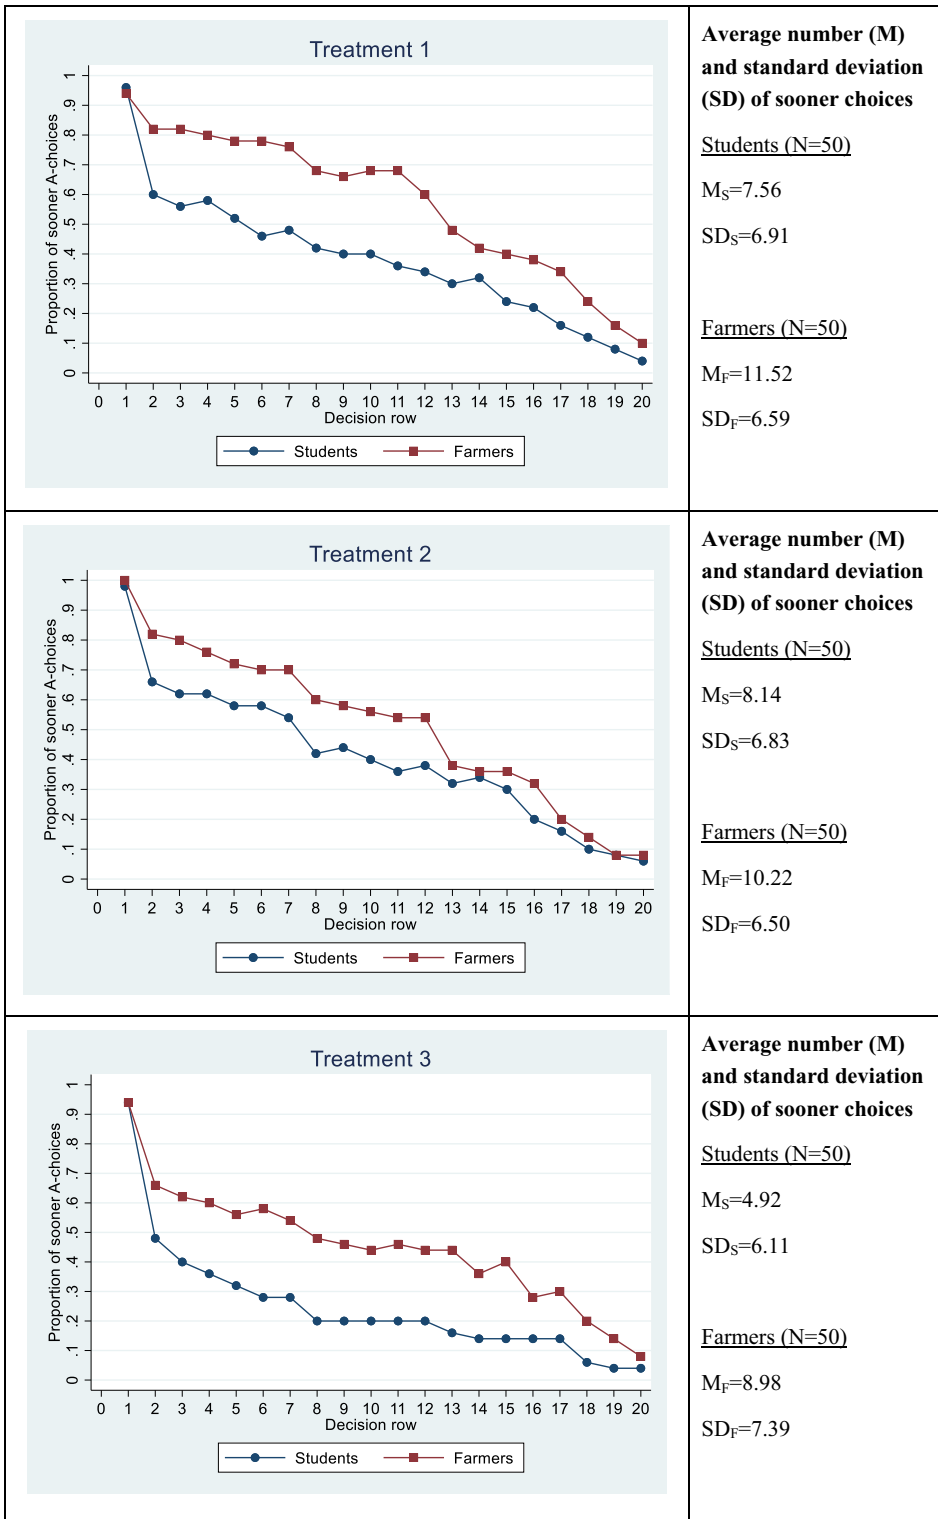 Treatment 1
Proportion of sooner A-choices
1
.9
.8
.7
.6
.5
.4
.3
.2
.1
0
0 1 2 3 4 5 6 7 8 9 10 11 12 13 14 15 16 17 18 19 20
Decision row
Students Farmers
Average number (M)
and standard deviation
(SD) of sooner choices
Students (N=50)
MS=7.56
SDS=6.91
Farmers (N=50)
MF=11.52
SDF=6.59
Treatment 2
Proportion of sooner A-choices
1
.9
.8
.7
.6
.5
.4
.3
.2
.1
0
0 1 2 3 4 5 6 7 8 9 10 11 12 13 14 15 16 17 18 19 20
Decision row
Students Farmers
Average number (M)
and standard deviation
(SD) of sooner choices
Students (N=50)
MS=8.14
SDS=6.83
Farmers (N=50)
MF=10.22
SDF=6.50
Treatment 3
Proportion of sooner A-choices
1
.9
.8
.7
.6
.5
.4
.3
.2
.1
0
0 1 2 3 4 5 6 7 8 9 10 11 12 13 14 15 16 17 18 19 20
Decision row
Students Farmers
Average number (M)
and standard deviation
(SD) of sooner choices
Students (N=50)
MS=4.92
SDS=6.11
Farmers (N=50)
MF=8.98
SDF=7.39